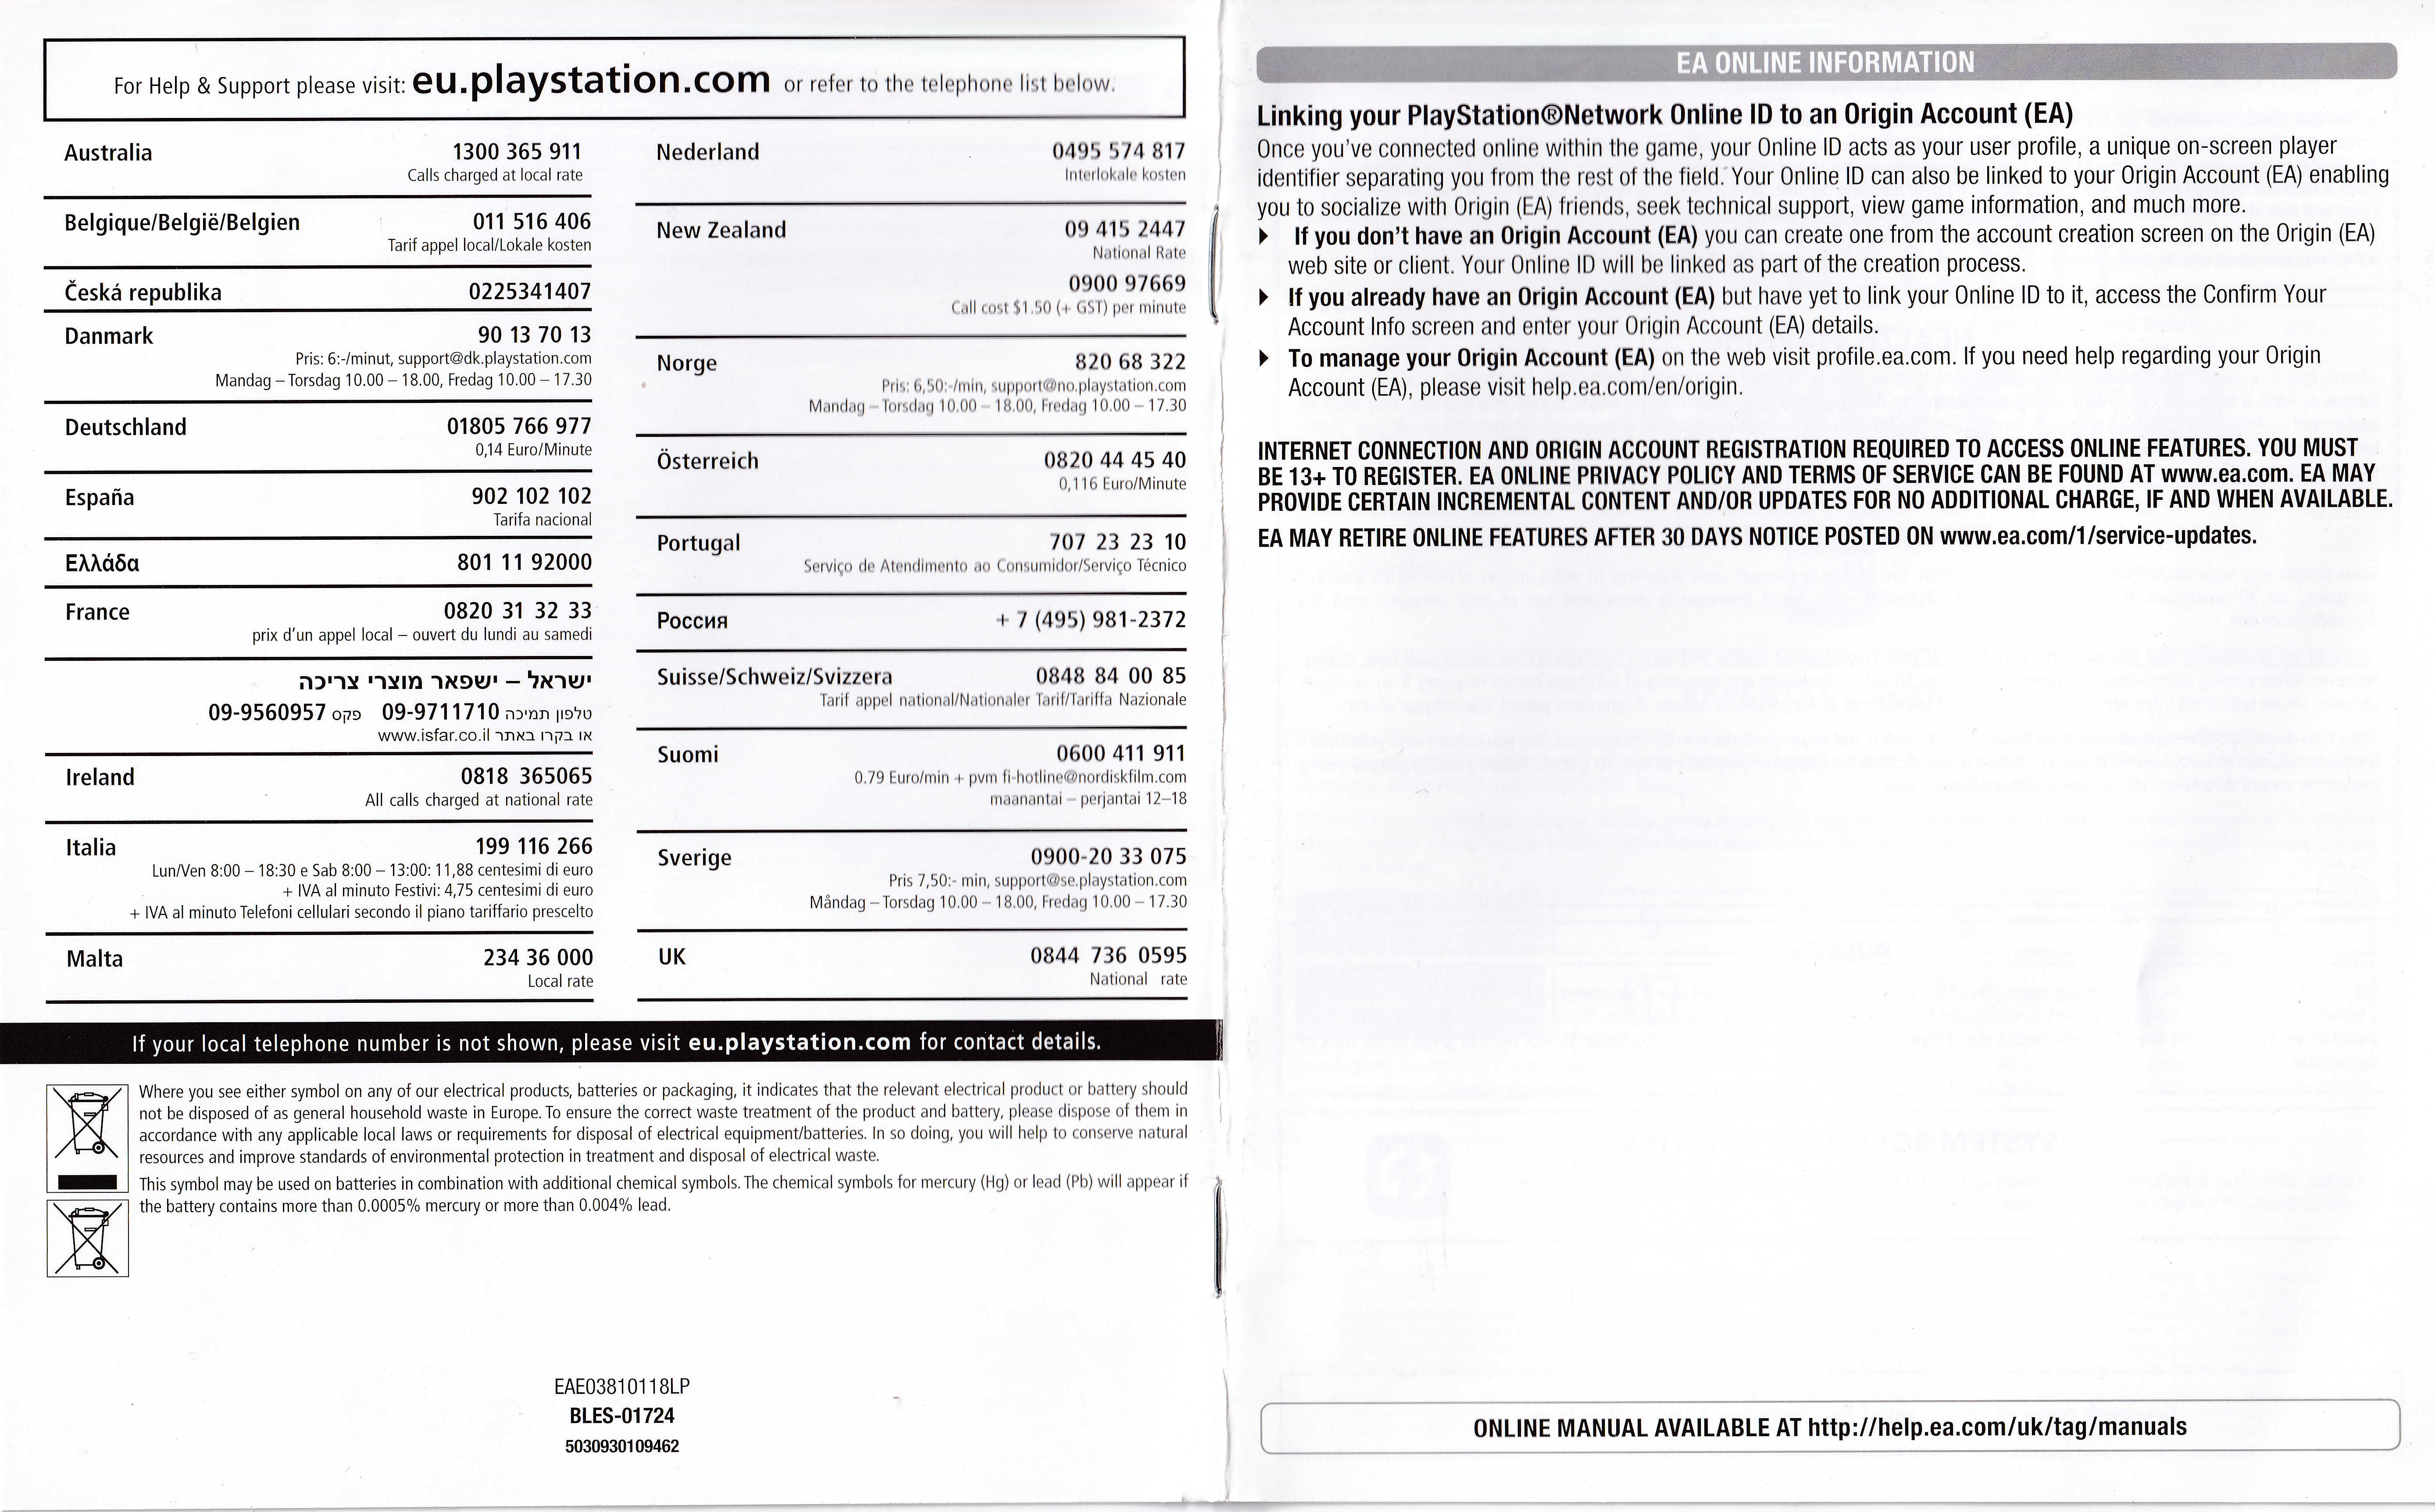 For Help & Support please visit: eu.playstation.com or refer to the telephone list below.
Australia 1300 365 911
Calls charged at local rate
Belgique/België/Belgien 011 516 406
Tarif appel local/Lokale kosten
Česká republika 0225341407
Danmark 90 13 70 13
Pris: 6:-/minut, support@dk.playstation.com
Mandag – Torsdag 10.00 – 18.00, Fredag 10.00 – 17.30
Deutschland 01805 766 977
0,14 Euro/Minute
España 902 102 102
Tarifa nacional
Ελλάδα 801 11 92000
France 0820 31 32 33
prix d'un appel local – ouvert du lundi au samedi
ישראל – ישפאר מוצרי צריכה
טלפון תמיכה 09-9711710 פקס 09-9560957
או בקרו באתר www.isfar.co.il
Ireland 0818 365065
All calls charged at national rate
Italia 199 116 266
Lun/Ven 8:00 – 18:30 e Sab 8:00 – 13:00: 11,88 centesimi di euro
+ IVA al minuto Festivi: 4,75 centesimi di euro
+ IVA al minuto Telefoni cellulari secondo il piano tariffario prescelto
Malta 234 36 000
Local rate
Nederland 0495 574 817
Interlokale kosten
New Zealand 09 415 2447
National Rate
0900 97669
Call cost $1.50 (+ GST) per minute
Norge 820 68 322
Pris: 6,50:-/min, support@no.playstation.com
Mandag – Torsdag 10.00 – 18.00, Fredag 10.00 – 17.30
Österreich 0820 44 45 40
0,116 Euro/Minute
Portugal 707 23 23 10
Serviço de Atendimento ao Consumidor/Serviço Técnico
Россия + 7 (495) 981-2372
Suisse/Schweiz/Svizzera 0848 84 00 85
Tarif appel national/Nationaler Tarif/Tariffa Nazionale
Suomi 0600 411 911
0.79 Euro/min + pvm fi-hotline@nordiskfilm.com
maanantai – perjantai 12–18
Sverige 0900-20 33 075
Pris 7,50:- min, support@se.playstation.com
Måndag – Torsdag 10.00 – 18.00, Fredag 10.00 – 17.30
UK 0844 736 0595
National rate
If your local telephone number is not shown, please visit eu.playstation.com for contact details.
Where you see either symbol on any of our electrical products, batteries or packaging, it indicates that the relevant electrical product or battery should
not be disposed of as general household waste in Europe. To ensure the correct waste treatment of the product and battery, please dispose of them in
accordance with any applicable local laws or requirements for disposal of electrical equipment/batteries. In so doing, you will help to conserve natural
resources and improve standards of environmental protection in treatment and disposal of electrical waste.
This symbol may be used on batteries in combination with additional chemical symbols. The chemical symbols for mercury (Hg) or lead (Pb) will appear if
the battery contains more than 0.0005% mercury or more than 0.004% lead.
EAE03810118LP
BLES-01724
5030930109462
EA ONLINE INFORMATION
Linking your PlayStation®Network Online ID to an Origin Account (EA)
Once you've connected online within the game, your Online ID acts as your user profile, a unique on-screen player
identifier separating you from the rest of the field. Your Online ID can also be linked to your Origin Account (EA) enabling
you to socialize with Origin (EA) friends, seek technical support, view game information, and much more.
If you don't have an Origin Account (EA) you can create one from the account creation screen on the Origin (EA)
web site or client. Your Online ID will be linked as part of the creation process.
If you already have an Origin Account (EA) but have yet to link your Online ID to it, access the Confirm Your
Account Info screen and enter your Origin Account (EA) details.
To manage your Origin Account (EA) on the web visit profile.ea.com. If you need help regarding your Origin
Account (EA), please visit help.ea.com/en/origin.
INTERNET CONNECTION AND ORIGIN ACCOUNT REGISTRATION REQUIRED TO ACCESS ONLINE FEATURES. YOU MUST
BE 13+ TO REGISTER. EA ONLINE PRIVACY POLICY AND TERMS OF SERVICE CAN BE FOUND AT www.ea.com. EA MAY
PROVIDE CERTAIN INCREMENTAL CONTENT AND/OR UPDATES FOR NO ADDITIONAL CHARGE, IF AND WHEN AVAILABLE.
EA MAY RETIRE ONLINE FEATURES AFTER 30 DAYS NOTICE POSTED ON www.ea.com/1/service-updates.
ONLINE MANUAL AVAILABLE AT http://help.ea.com/uk/tag/manuals